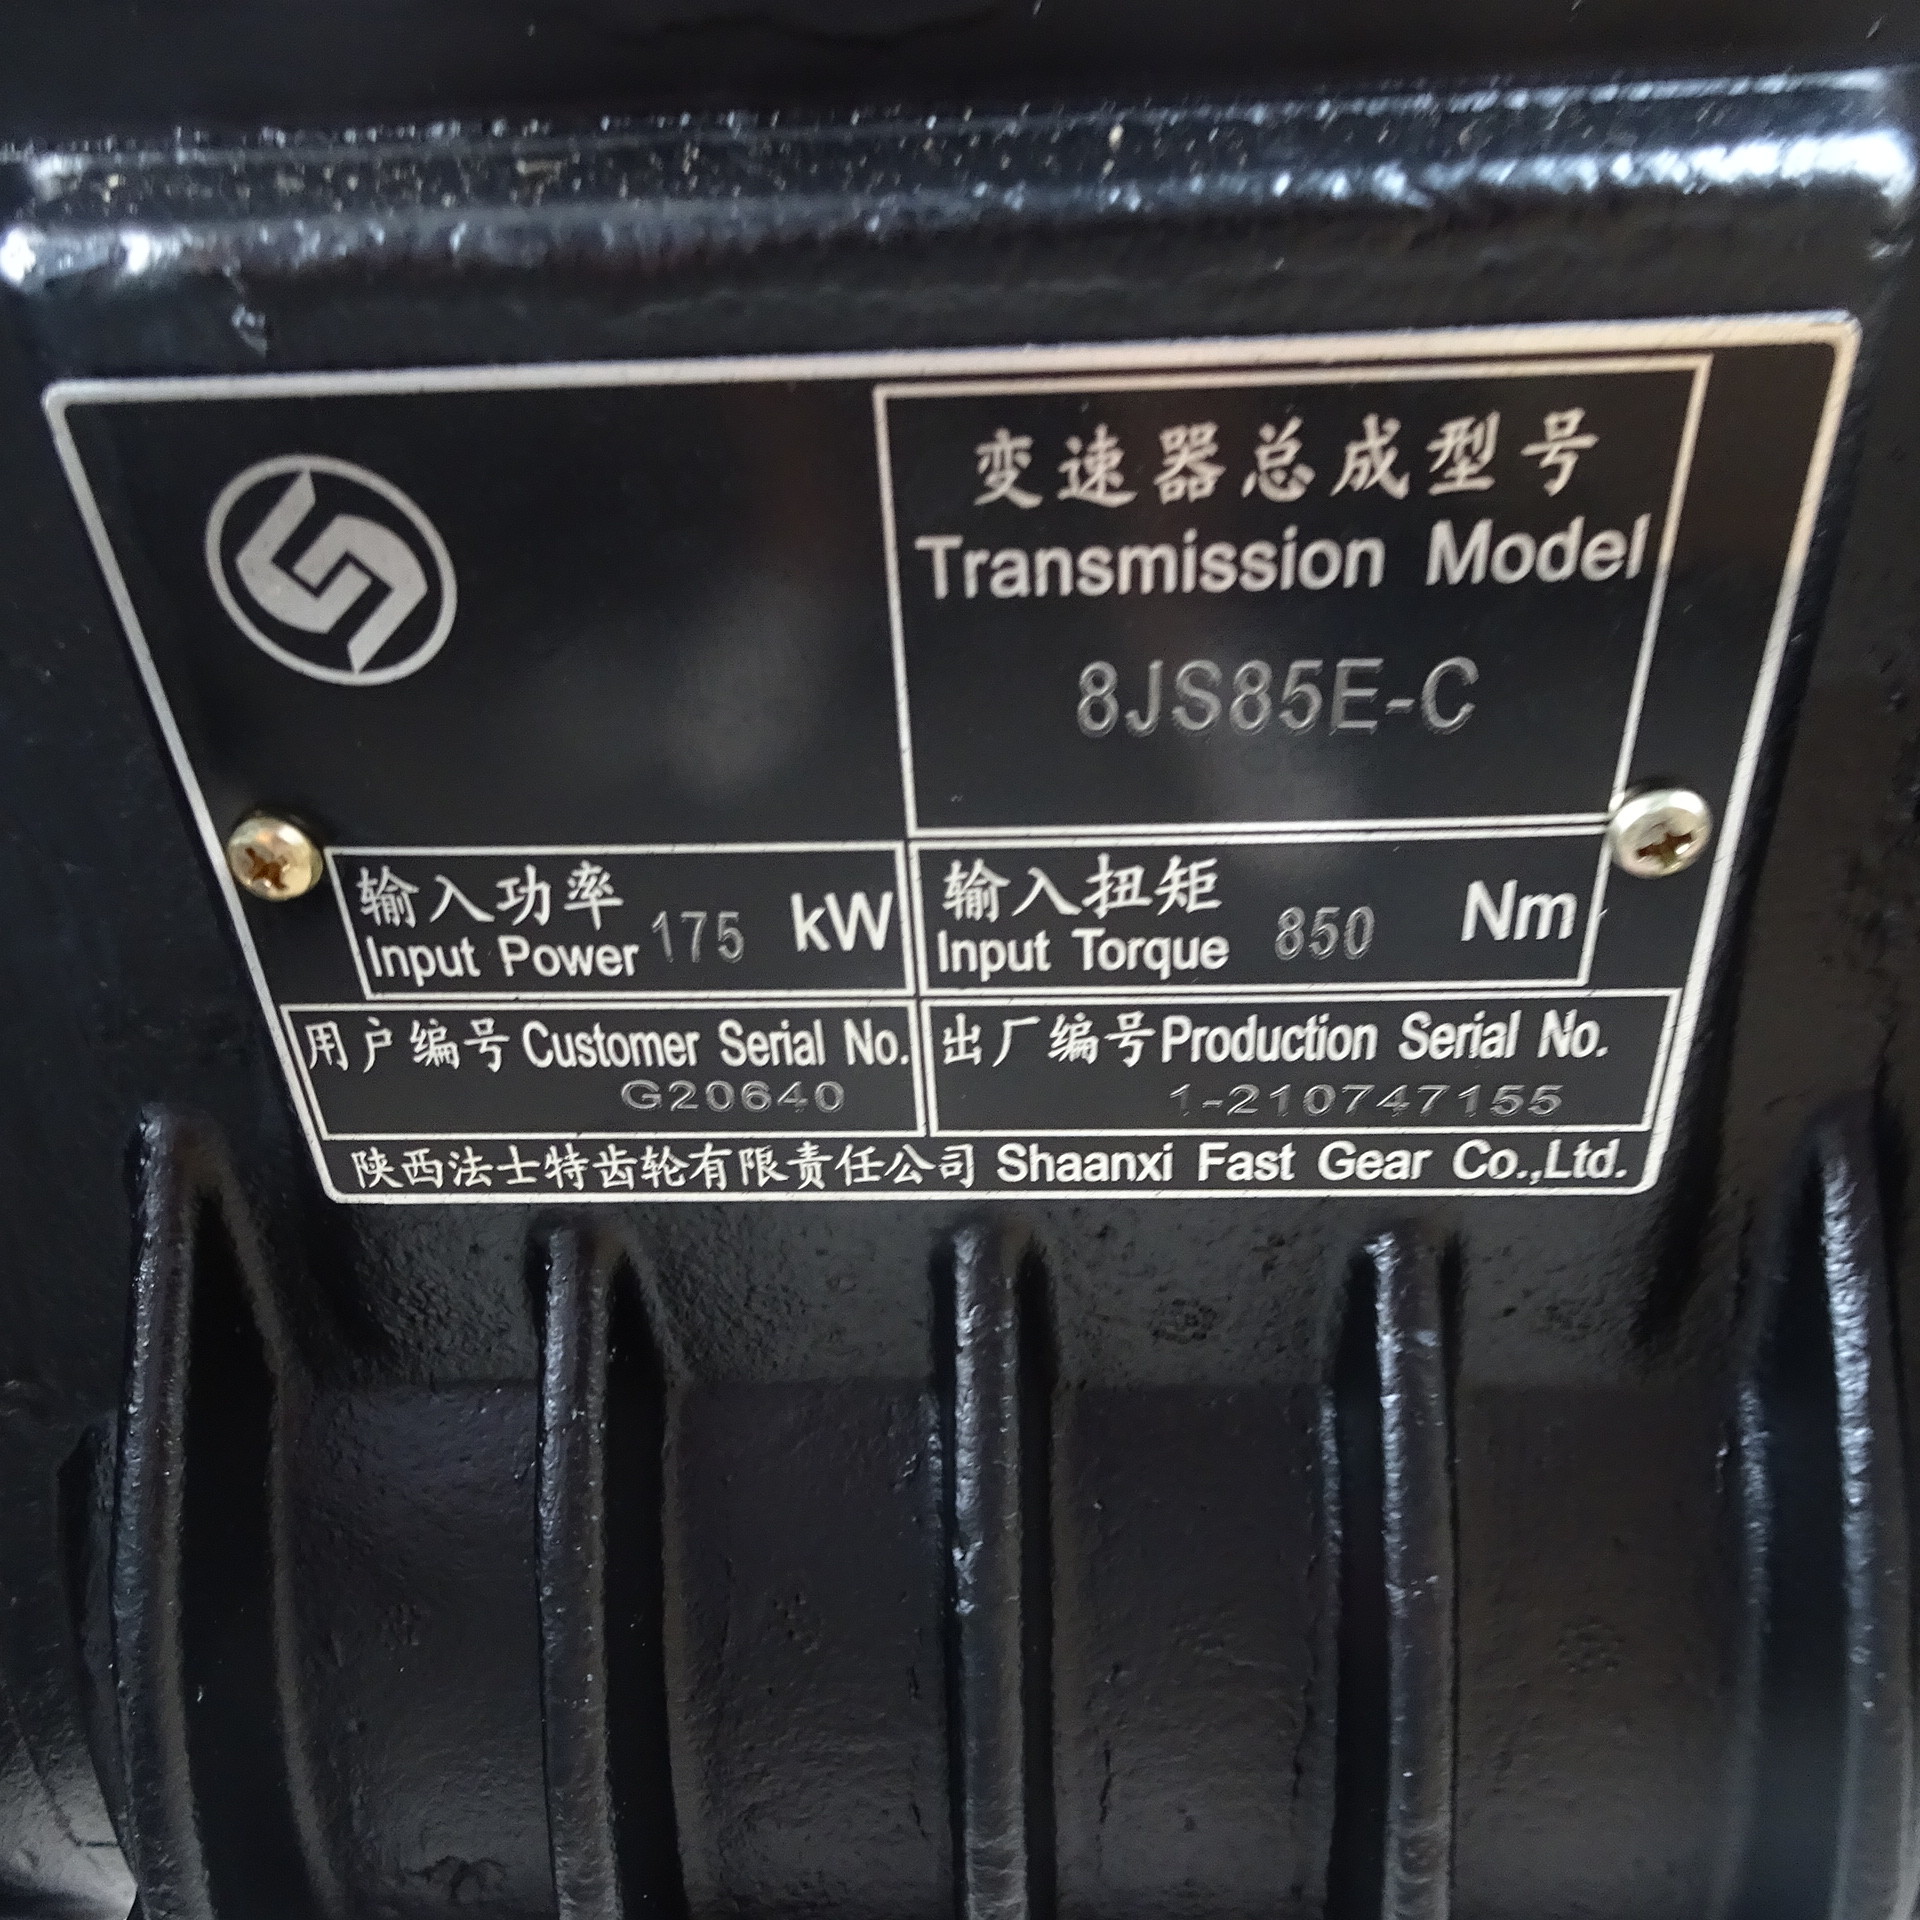 变速器总成型号
Transmission Model
8JS85E-C
输入功率
Input Power 175 kW
输入扭矩
Input Torque 850 Nm
用户编号 Customer Serial No.
G20640
出厂编号 Production Serial No.
1-210747155
陕西法士特齿轮有限责任公司 Shaanxi Fast Gear Co.,Ltd.